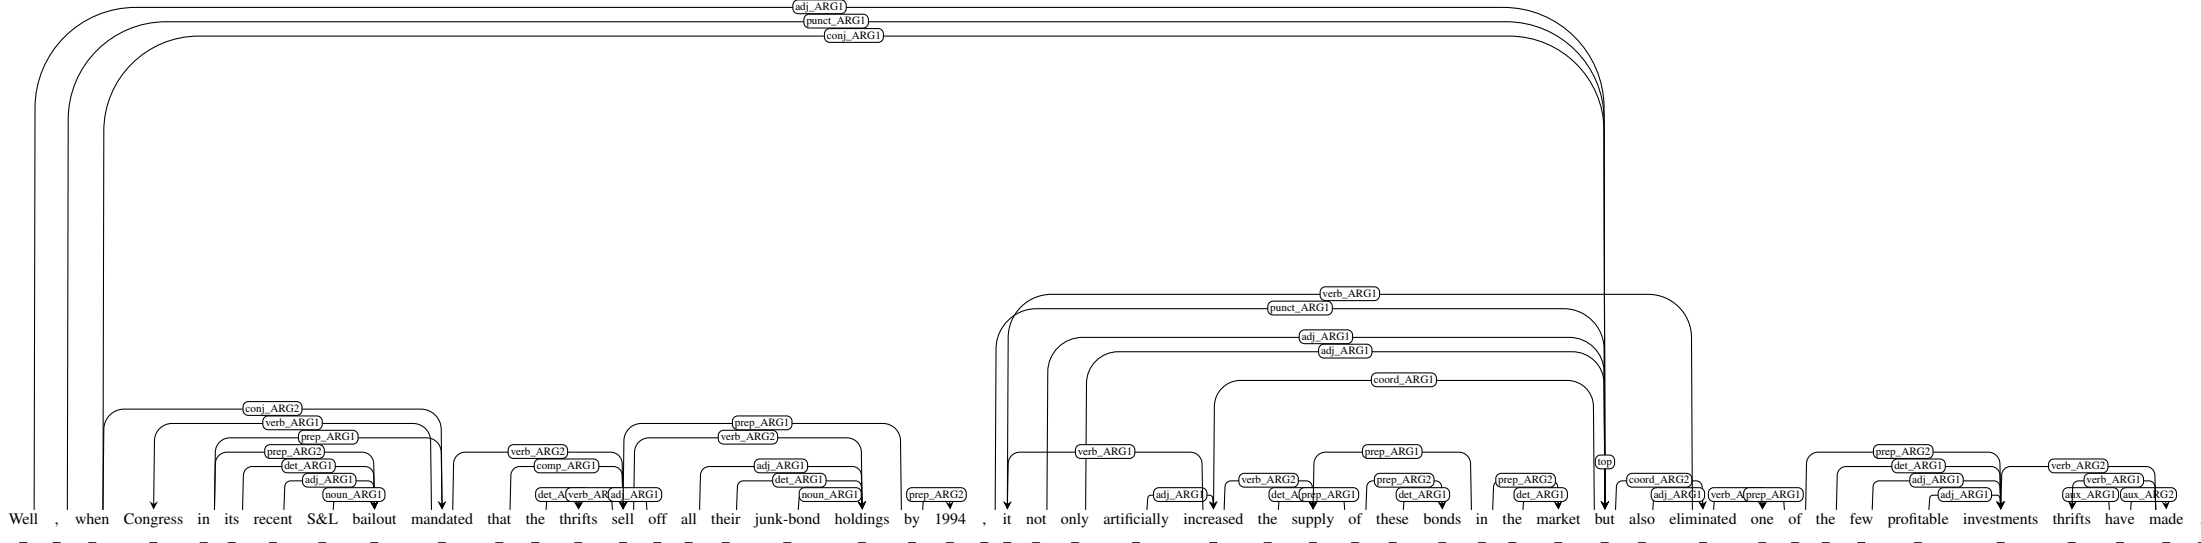 adj_ARG1
punct_ARG1
conj_ARG1
verb_ARG1
punct_ARG1
adj_ARG1
adj_ARG1
coord_ARG1
conj_ARG2
verb_ARG1 prep_ARG1
prep_ARG1 verb_ARG2
prep_ARG2 verb_ARG2 verb_ARG1 prep_ARG1 prep_ARG2
top
det_ARG1 comp_ARG1 adj_ARG1 det_ARG1 verb_ARG2
adj_ARG1 det_ARG1 verb_ARG2 prep_ARG2 prep_ARG2 coord_ARG2 adj_ARG1 verb_ARG1
noun_ARG1 det_A verb_AR adj_ARG1 noun_ARG1 prep_ARG2 adj_ARG1 det_A prep_ARG1 det_ARG1 det_ARG1 adj_ARG1 verb_A prep_ARG1 adj_ARG1 aux_ARG1 aux_ARG2
Well , when Congress in its recent S&L bailout mandated that the thrifts sell off all their junk-bond holdings by 1994 , it not only artificially increased the supply of these bonds in the market but also eliminated one of the few profitable investments thrifts have made .